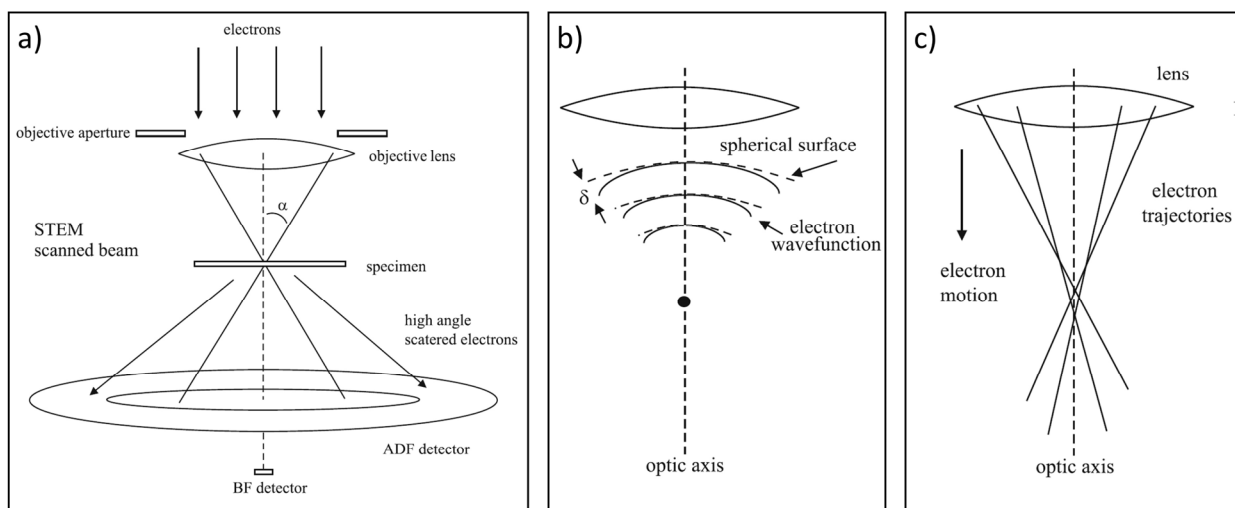 a)
electrons
objective aperture
objective lens
α
STEM
scanned beam
specimen
high angle
scatered electrons
ADF detector
BF detector
b)
spherical surface
δ
electron
wavefunction
optic axis
c)
lens
electron
trajectories
electron
motion
optic axis